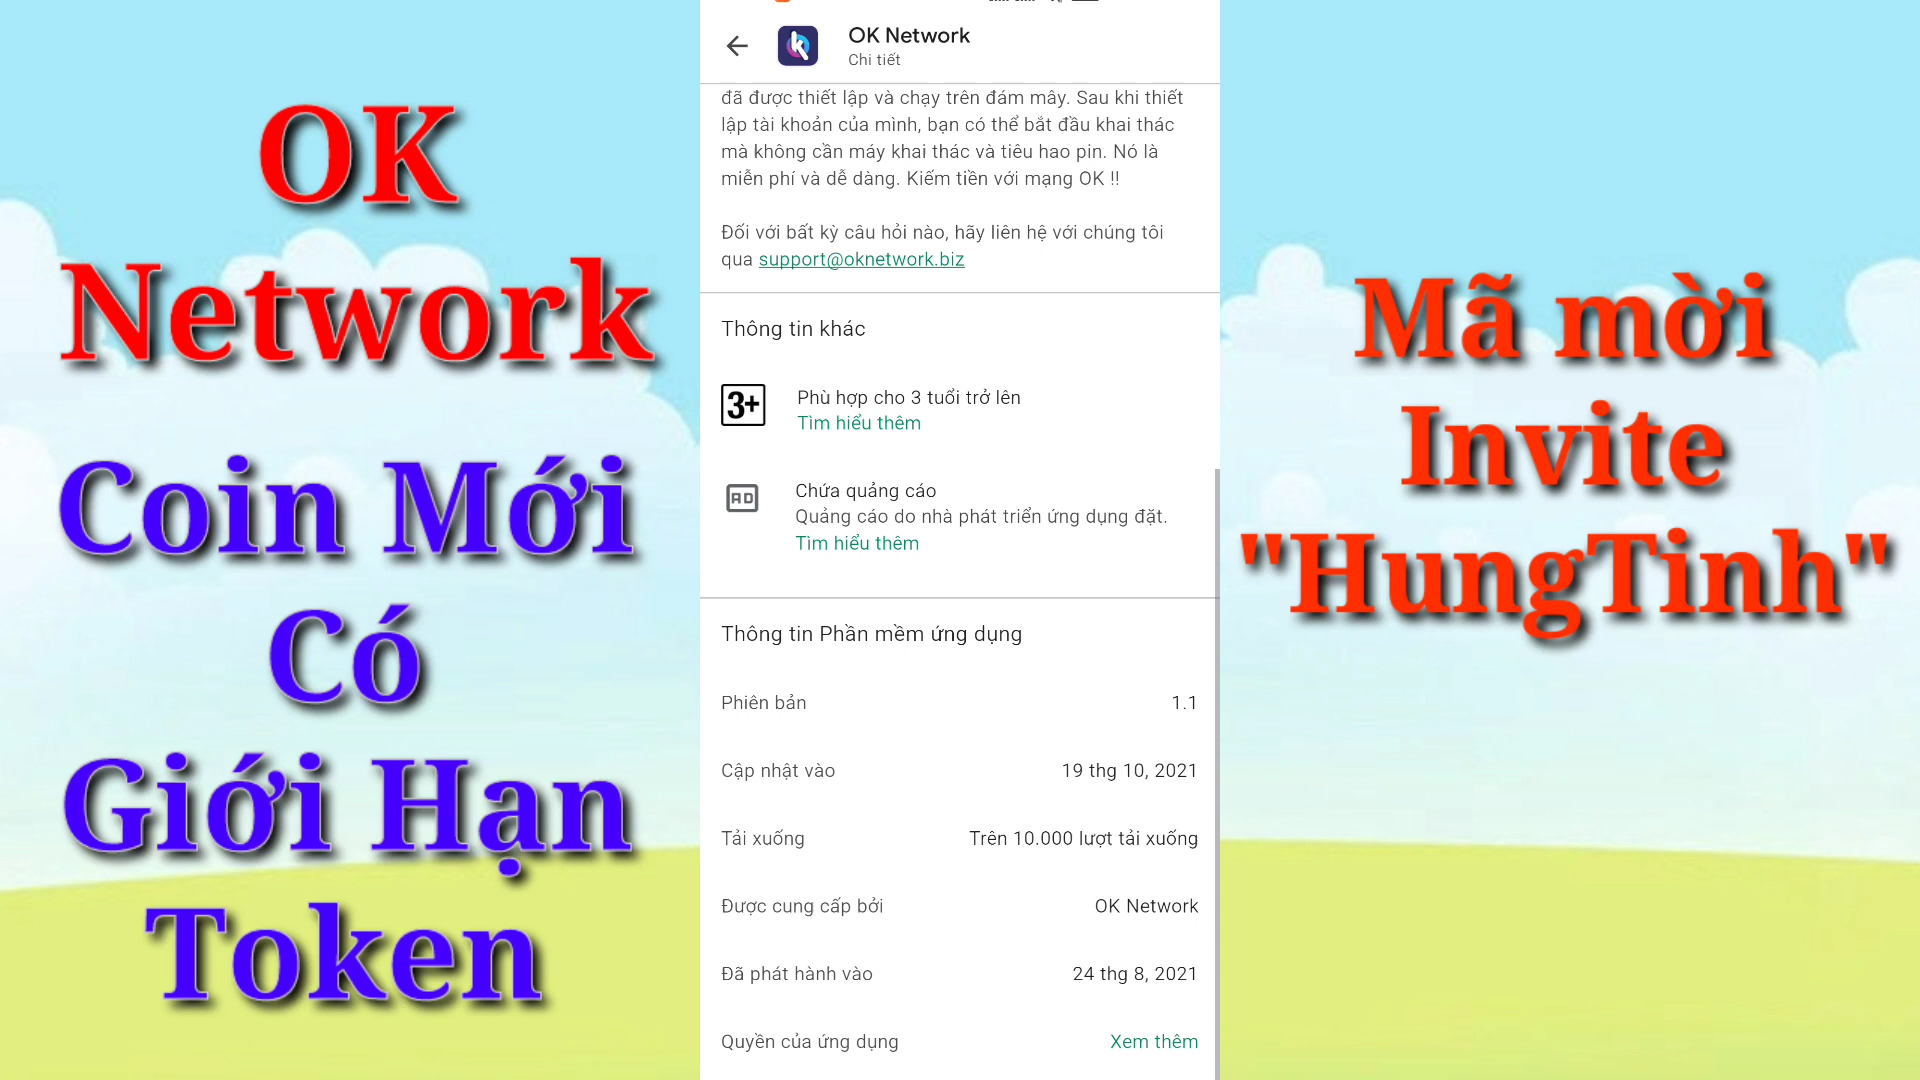 OK
Network
Coin Mới
Có
Giới Hạn
Token
OK Network
Chi tiết
đã được thiết lập và chạy trên đám mây. Sau khi thiết
lập tài khoản của mình, bạn có thể bắt đầu khai thác
mà không cần máy khai thác và tiêu hao pin. Nó là
miễn phí và dễ dàng. Kiếm tiền với mạng OK !!
Đối với bất kỳ câu hỏi nào, hãy liên hệ với chúng tôi
qua support@oknetwork.biz
Thông tin khác
3+
Phù hợp cho 3 tuổi trở lên
Tìm hiểu thêm
AD
Chứa quảng cáo
Quảng cáo do nhà phát triển ứng dụng đặt.
Tìm hiểu thêm
Thông tin Phần mềm ứng dụng
Phiên bản 1.1
Cập nhật vào 19 thg 10, 2021
Tải xuống Trên 10.000 lượt tải xuống
Được cung cấp bởi OK Network
Đã phát hành vào 24 thg 8, 2021
Quyền của ứng dụng Xem thêm
Mã mời
Invite
"HungTinh"